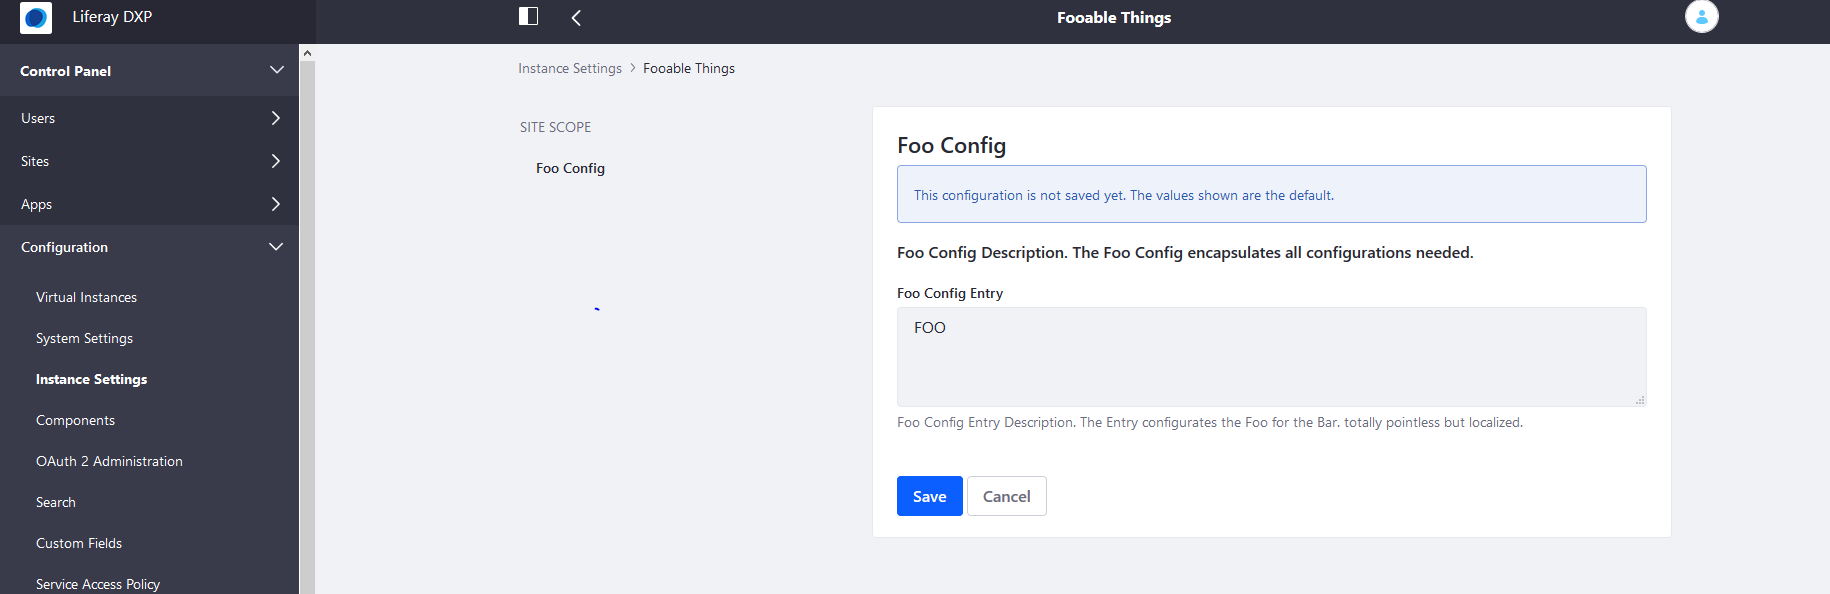 Liferay DXP
Fooable Things
Control Panel
Users
Sites
Apps
Configuration
Virtual Instances
System Settings
Instance Settings
Components
OAuth 2 Administration
Search
Custom Fields
Service Access Policy
Instance Settings > Fooable Things
SITE SCOPE
Foo Config
Foo Config
This configuration is not saved yet. The values shown are the default.
Foo Config Description. The Foo Config encapsulates all configurations needed.
Foo Config Entry
FOO
Foo Config Entry Description. The Entry configurates the Foo for the Bar. totally pointless but localized.
Save Cancel